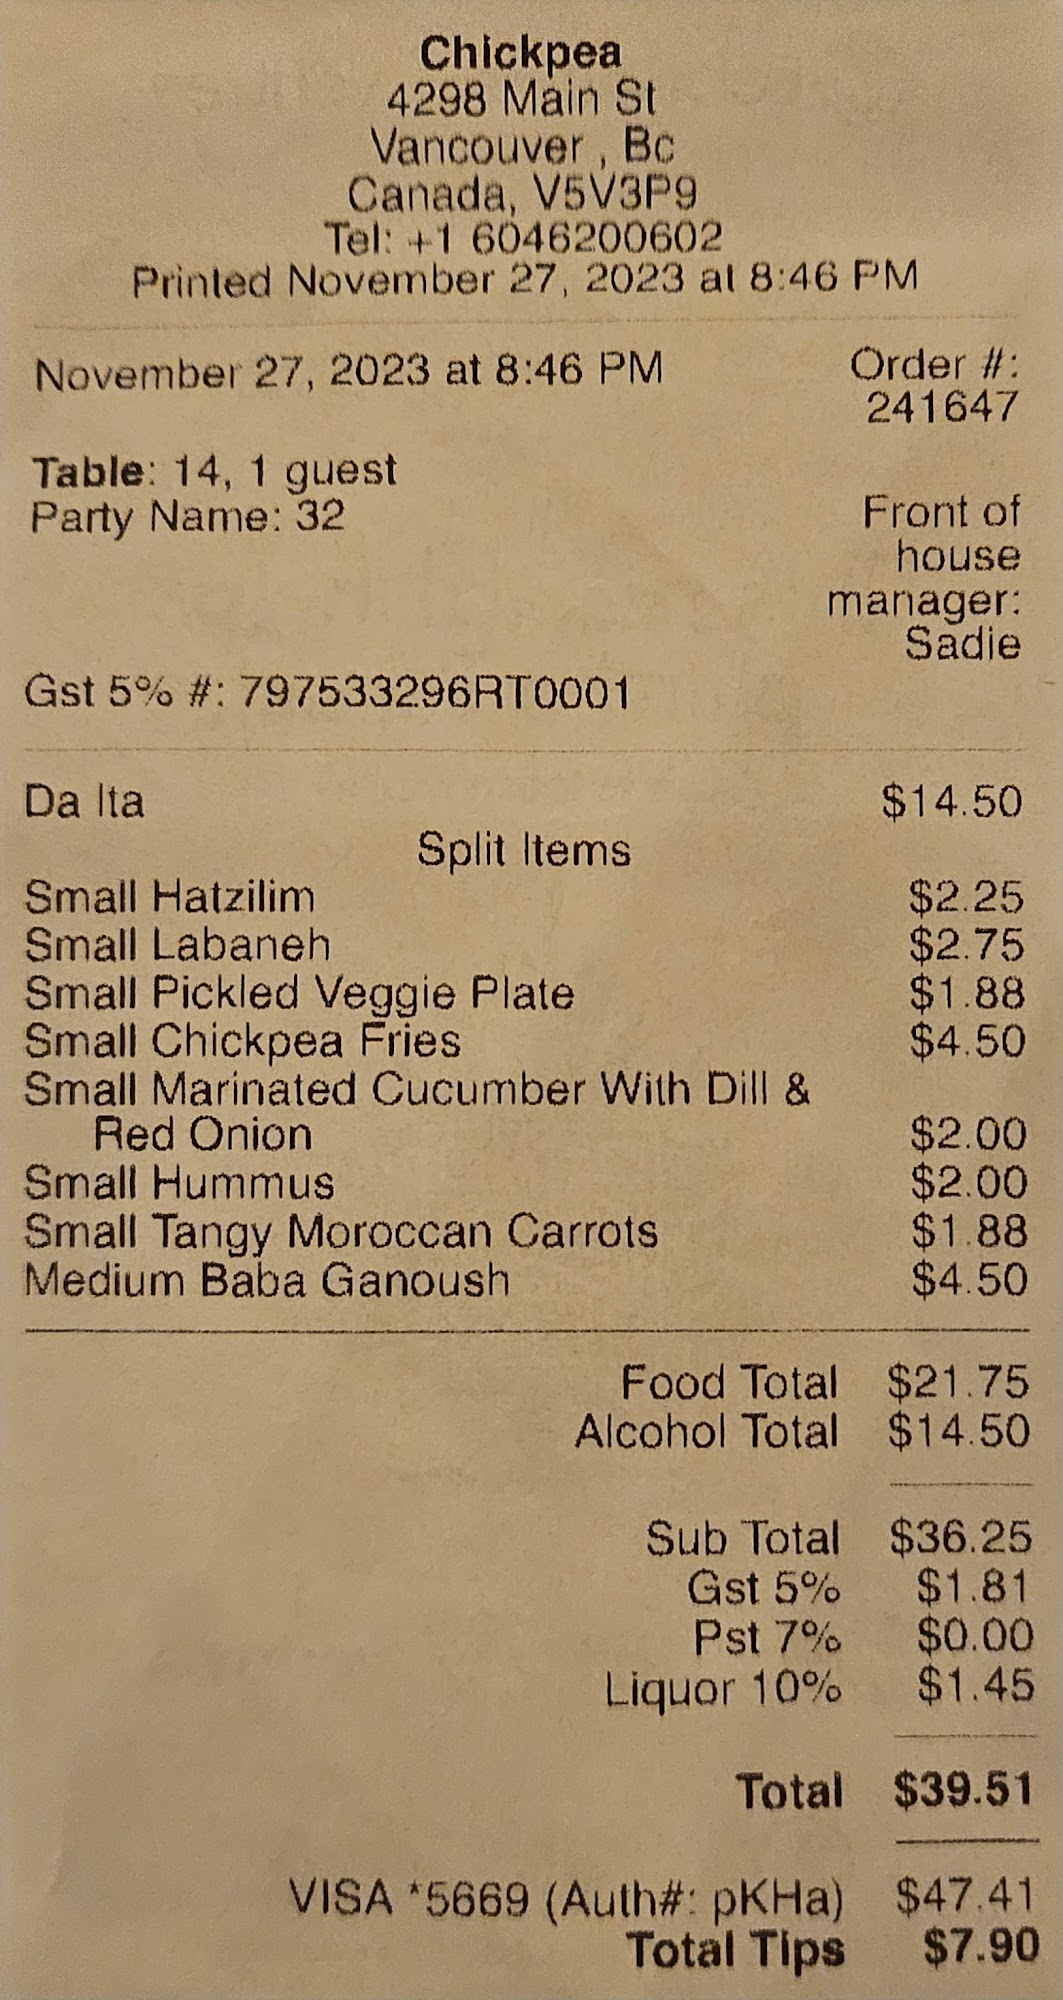 Chickpea
4298 Main St
Vancouver , Bc
Canada, V5V3P9
Tel: +1 6046200602
Printed November 27, 2023 at 8:46 PM
November 27, 2023 at 8:46 PM
Order #:
241647
Table: 14, 1 guest
Party Name: 32
Front of
house
manager:
Sadie
Gst 5% #: 797533296RT0001
Da Ita $14.50
Split Items
Small Hatzilim $2.25
Small Labaneh $2.75
Small Pickled Veggie Plate $1.88
Small Chickpea Fries $4.50
Small Marinated Cucumber With Dill &
Red Onion $2.00
Small Hummus $2.00
Small Tangy Moroccan Carrots $1.88
Medium Baba Ganoush $4.50
Food Total $21.75
Alcohol Total $14.50
Sub Total $36.25
Gst 5% $1.81
Pst 7% $0.00
Liquor 10% $1.45
Total $39.51
VISA *5669 (Auth#: pKHa) $47.41
Total Tips $7.90